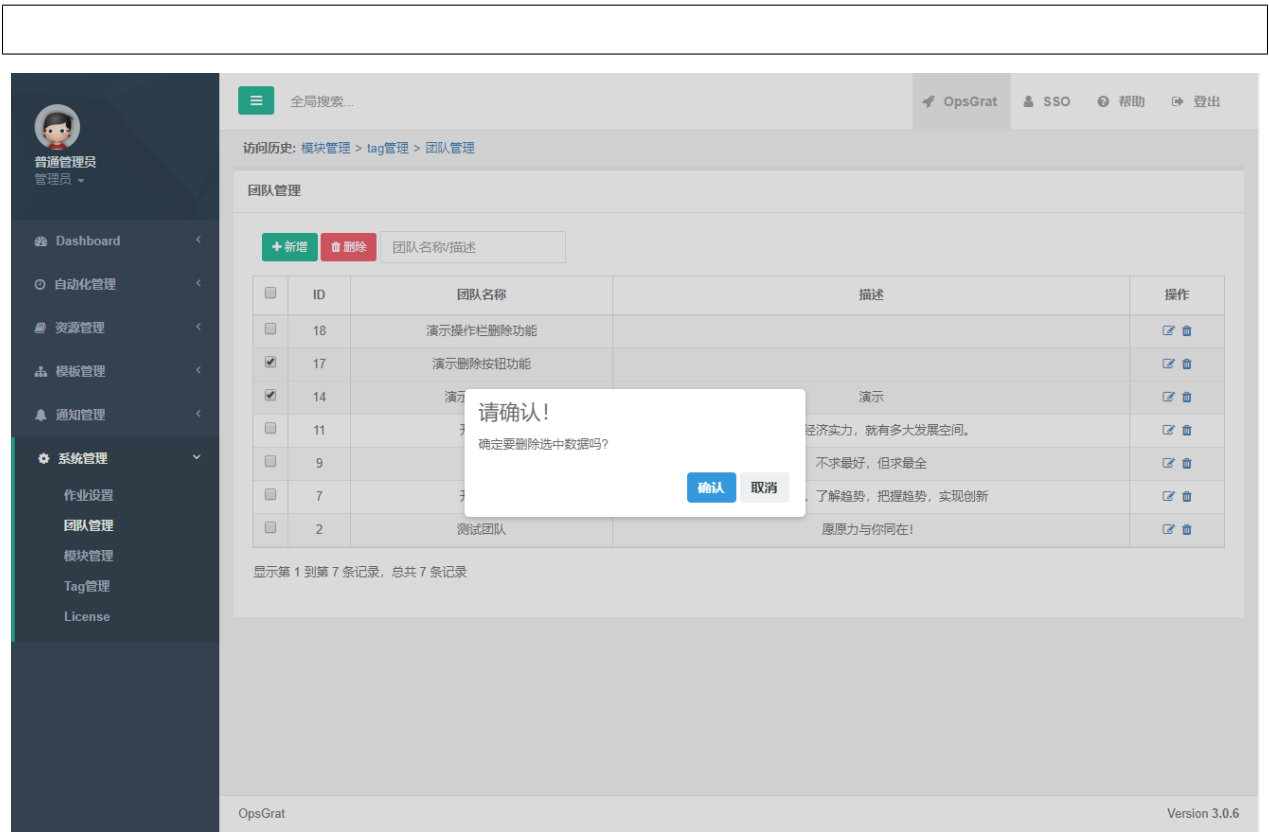 全局搜索...
OpsGrat
SSO
帮助
登出
普通管理员
管理员
访问历史: 模块管理 > tag管理 > 团队管理
团队管理
Dashboard
自动化管理
资源管理
模板管理
通知管理
系统管理
作业设置
团队管理
模块管理
Tag管理
License
新增 删除 团队名称/描述
ID 团队名称 描述 操作
18 演示操作栏删除功能
17 演示删除按钮功能
14 演示 演示
11 经济实力，就有多大发展空间。
9 不求最好，但求最全
7 ，了解趋势，把握趋势，实现创新
2 测试团队 愿原力与你同在!
请确认!
确定要删除选中数据吗?
确认 取消
显示第 1 到第 7 条记录，总共 7 条记录
OpsGrat
Version 3.0.6